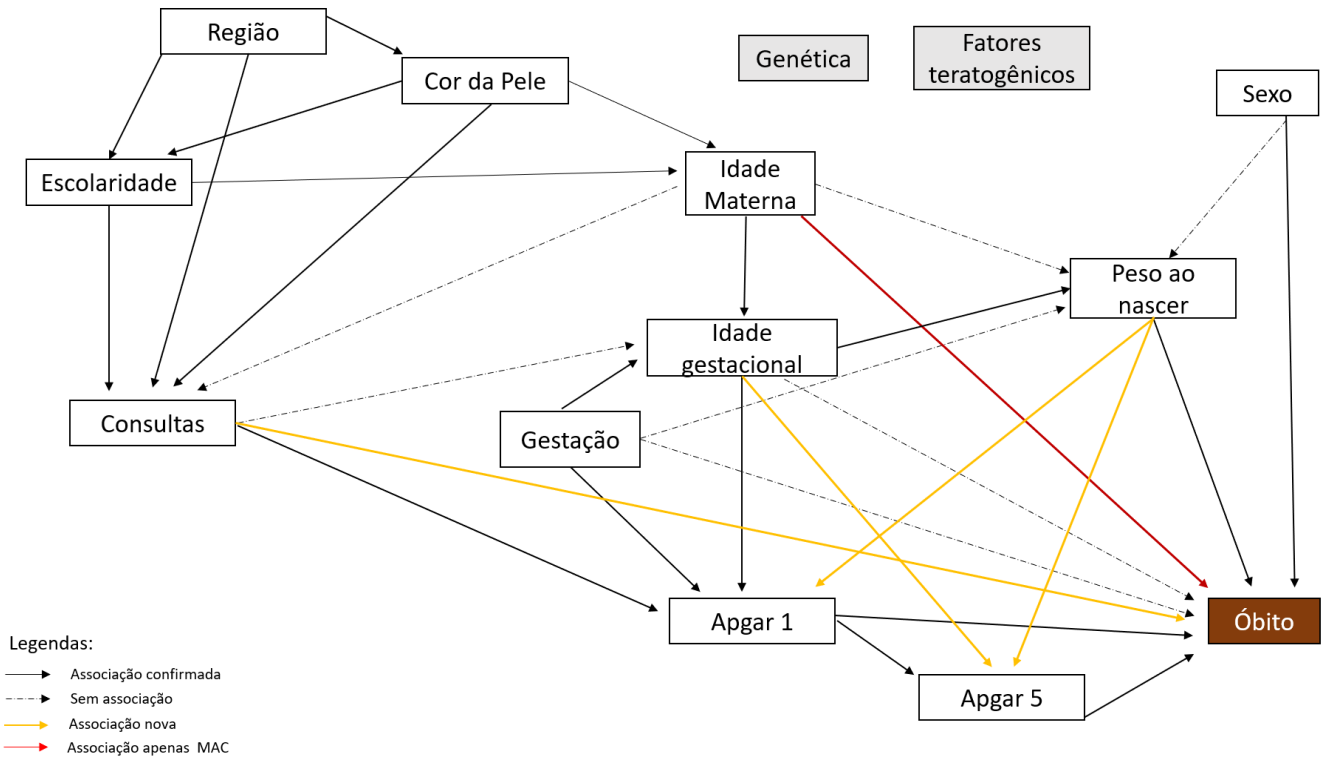 Região
Cor da Pele
Genética
Fatores
teratogênicos
Sexo
Escolaridade
Idade
Materna
Peso ao
nascer
Idade
gestacional
Consultas
Gestação
Apgar 1
Óbito
Apgar 5
Legendas:
Associação confirmada
Sem associação
Associação nova
Associação apenas MAC